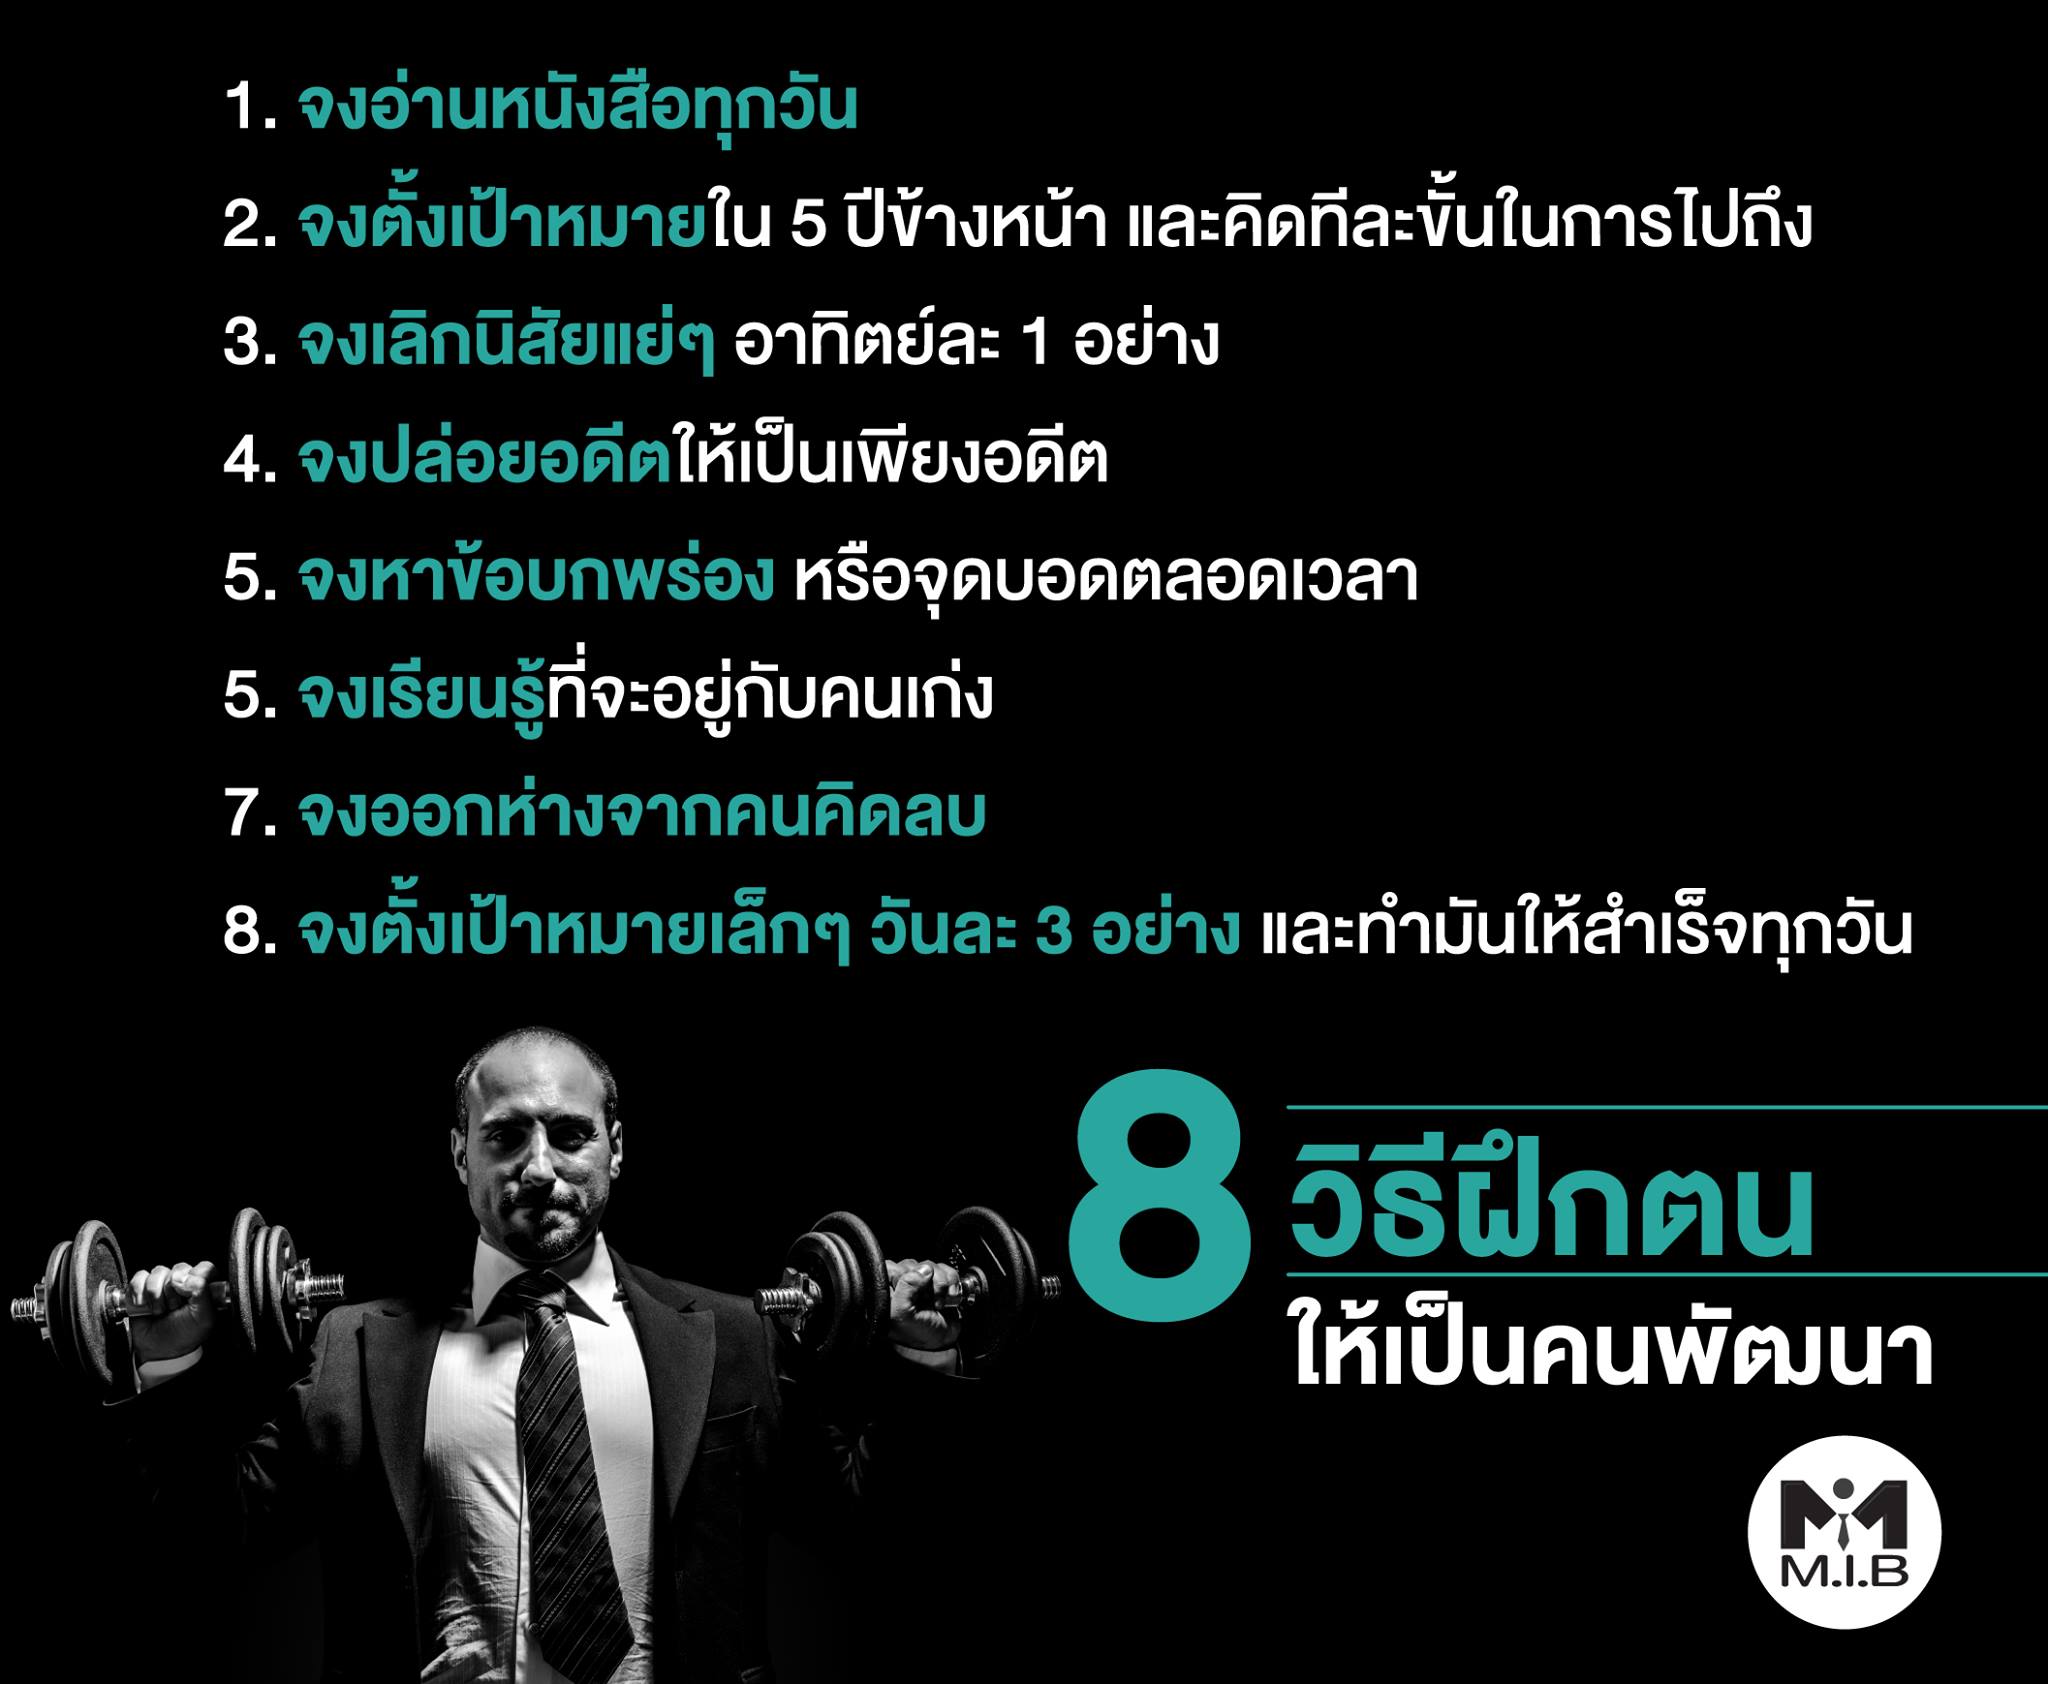 1. จงอ่านหนังสือทุกวัน
2. จงตั้งเป้าหมายใน 5 ปีข้างหน้า และคิดทีละขั้นในการไปถึง
3. จงเลิกนิสัยแย่ๆ อาทิตย์ละ 1 อย่าง
4. จงปล่อยอดีตให้เป็นเพียงอดีต
5. จงหาข้อบกพร่อง หรือจุดบอดตลอดเวลา
5. จงเรียนรู้ที่จะอยู่กับคนเก่ง
7. จงออกห่างจากคนคิดลบ
8. จงตั้งเป้าหมายเล็กๆ วันละ 3 อย่าง และทำมันให้สำเร็จทุกวัน
8 วิธีฝึกตน
ให้เป็นคนพัฒนา
M.I.B